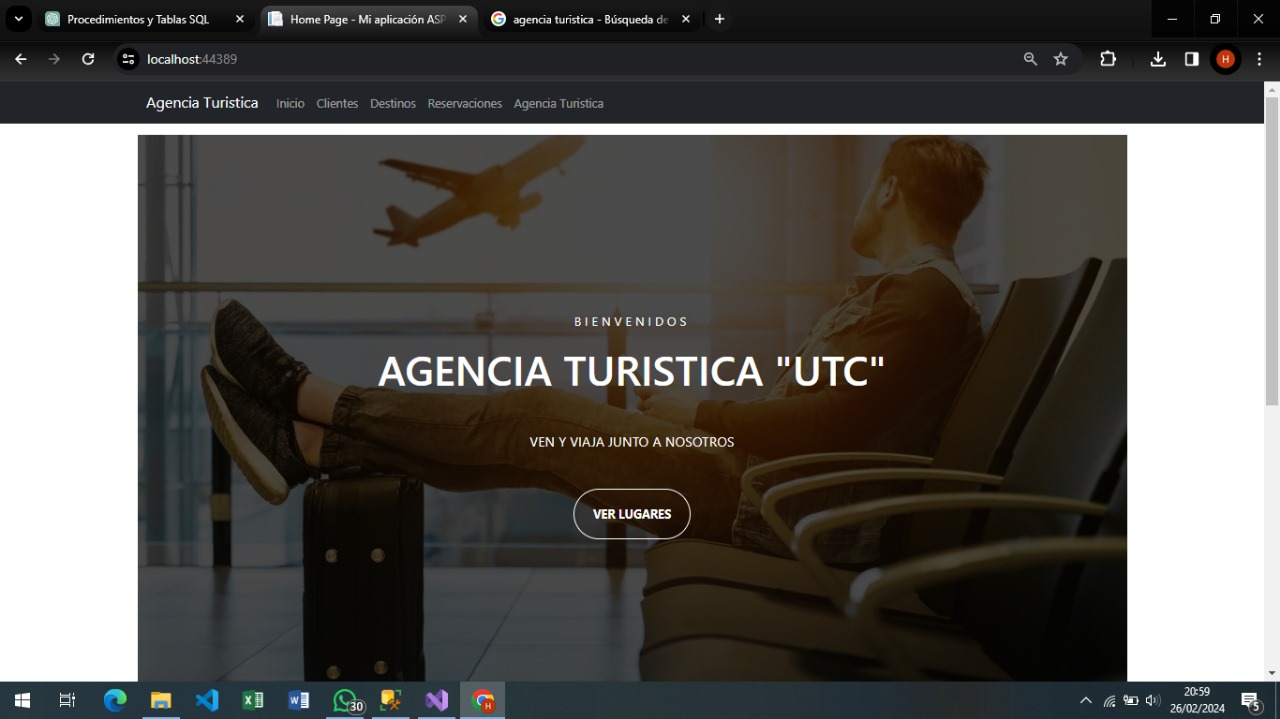 Procedimientos y Tablas SQL
Home Page - Mi aplicación ASP
agencia turistica - Búsqueda de
localhost:44389
H
Agencia Turistica
Inicio
Clientes
Destinos
Reservaciones
Agencia Turistica
BIENVENIDOS
AGENCIA TURISTICA "UTC"
VEN Y VIAJA JUNTO A NOSOTROS
VER LUGARES
30
H
20:59
26/02/2024
5